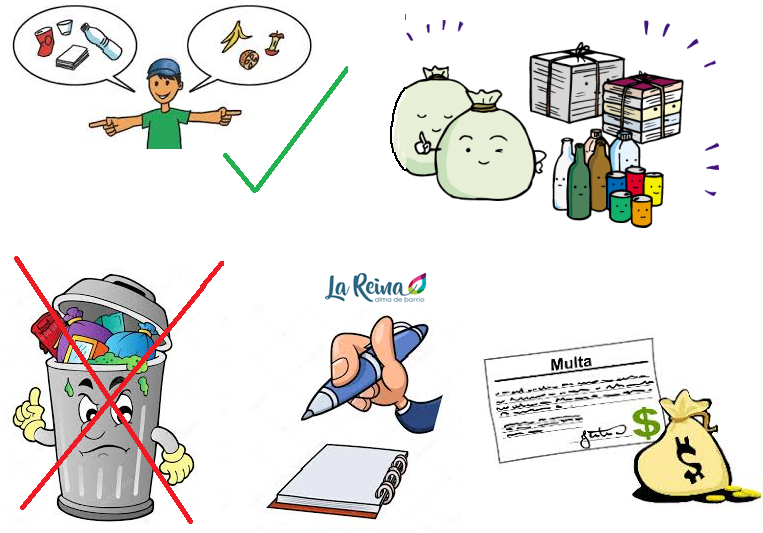 La Reina
alma de barrio
Multa
$
$